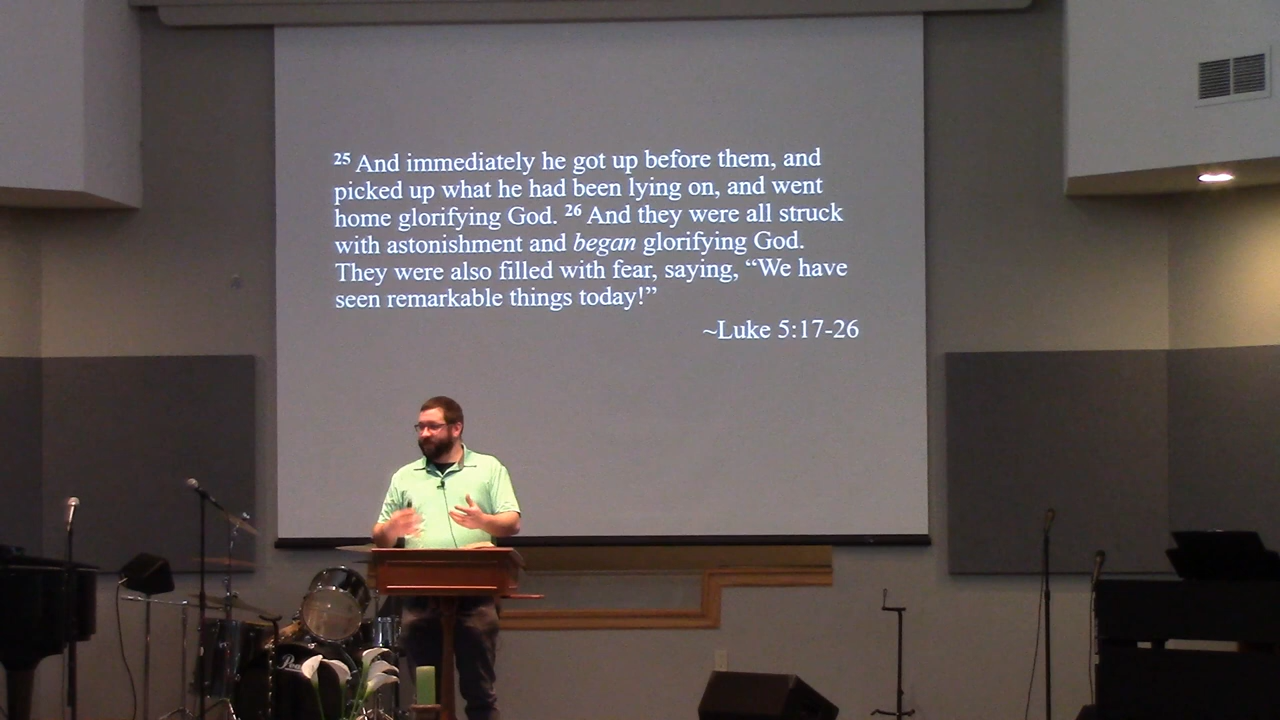 25 And immediately he got up before them, and
picked up what he had been lying on, and went
home glorifying God. 26 And they were all struck
with astonishment and began glorifying God.
They were also filled with fear, saying, “We have
seen remarkable things today!”
~Luke 5:17-26